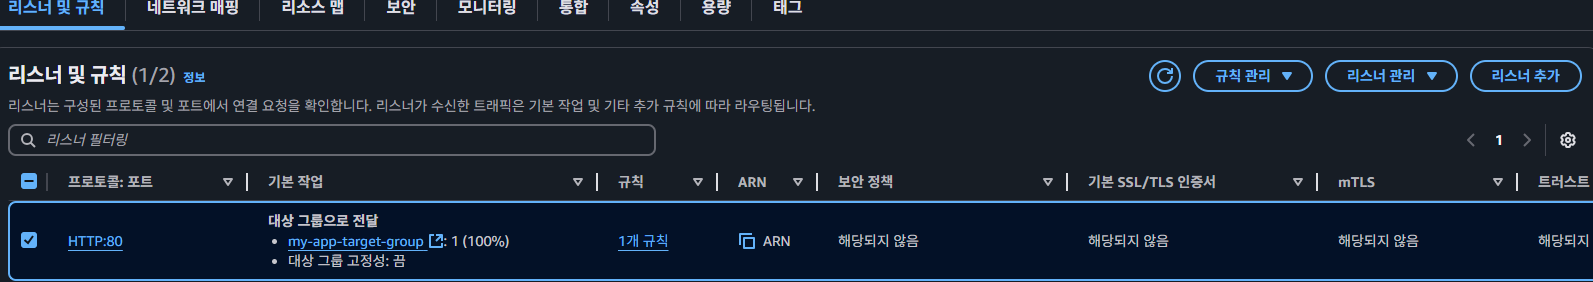 리스너 및 규칙 네트워크 매핑 리소스 맵 보안 모니터링 통합 속성 용량 태그
리스너 및 규칙 (1/2) 정보
규칙 관리 리스너 관리 리스너 추가
리스너는 구성된 프로토콜 및 포트에서 연결 요청을 확인합니다. 리스너가 수신한 트래픽은 기본 작업 및 기타 추가 규칙에 따라 라우팅됩니다.
리스너 필터링
1
프로토콜: 포트 기본 작업 규칙 ARN 보안 정책 기본 SSL/TLS 인증서 mTLS 트러스트
대상 그룹으로 전달
HTTP:80 • my-app-target-group : 1 (100%) 1개 규칙 ARN 해당되지 않음 해당되지 않음 해당되지 않음 해당되지
• 대상 그룹 고정성: 끔